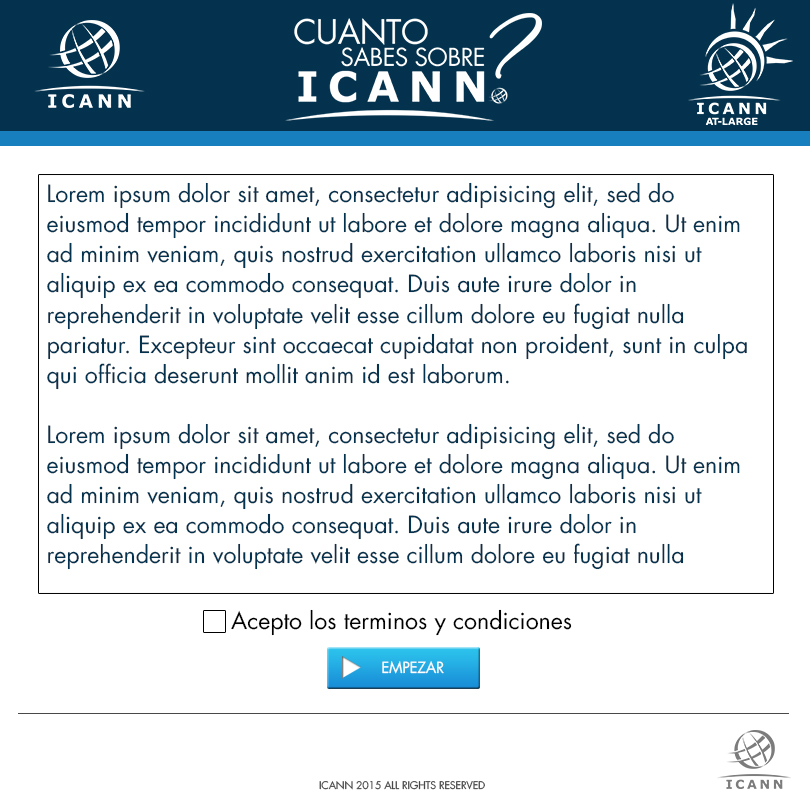 ICANN
CUANTO
SABES SOBRE
ICANN?
ICANN
AT-LARGE
Lorem ipsum dolor sit amet, consectetur adipisicing elit, sed do
eiusmod tempor incididunt ut labore et dolore magna aliqua. Ut enim
ad minim veniam, quis nostrud exercitation ullamco laboris nisi ut
aliquip ex ea commodo consequat. Duis aute irure dolor in
reprehenderit in voluptate velit esse cillum dolore eu fugiat nulla
pariatur. Excepteur sint occaecat cupidatat non proident, sunt in culpa
qui officia deserunt mollit anim id est laborum.
Lorem ipsum dolor sit amet, consectetur adipisicing elit, sed do
eiusmod tempor incididunt ut labore et dolore magna aliqua. Ut enim
ad minim veniam, quis nostrud exercitation ullamco laboris nisi ut
aliquip ex ea commodo consequat. Duis aute irure dolor in
reprehenderit in voluptate velit esse cillum dolore eu fugiat nulla
Acepto los terminos y condiciones
EMPEZAR
ICANN 2015 ALL RIGHTS RESERVED
ICANN